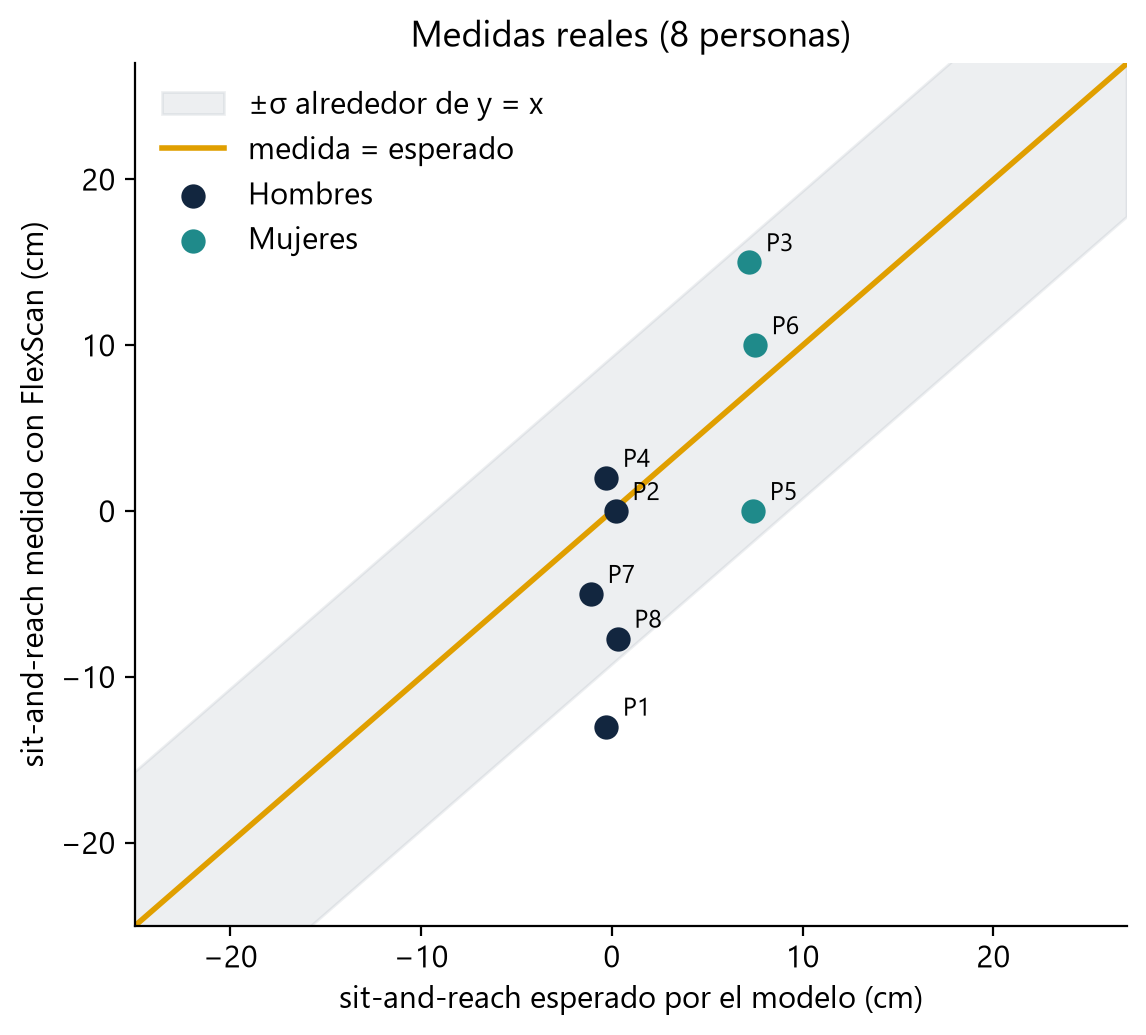 Medidas reales (8 personas)
±σ alrededor de y = x
medida = esperado
Hombres
Mujeres
sit-and-reach medido con FlexScan (cm)
20
10
0
−10
−20
P3
P6
P4
P2
P5
P7
P8
P1
−20
−10
0
10
20
sit-and-reach esperado por el modelo (cm)